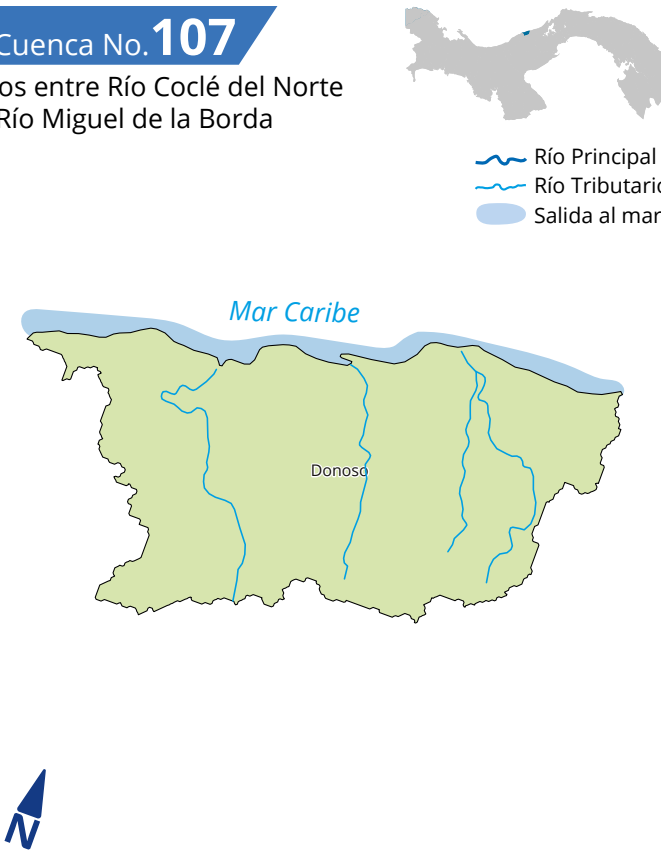 Cuenca No. 107
os entre Río Coclé del Norte
Río Miguel de la Borda
Río Principal
Río Tributario
Salida al mar
Mar Caribe
Donoso
N